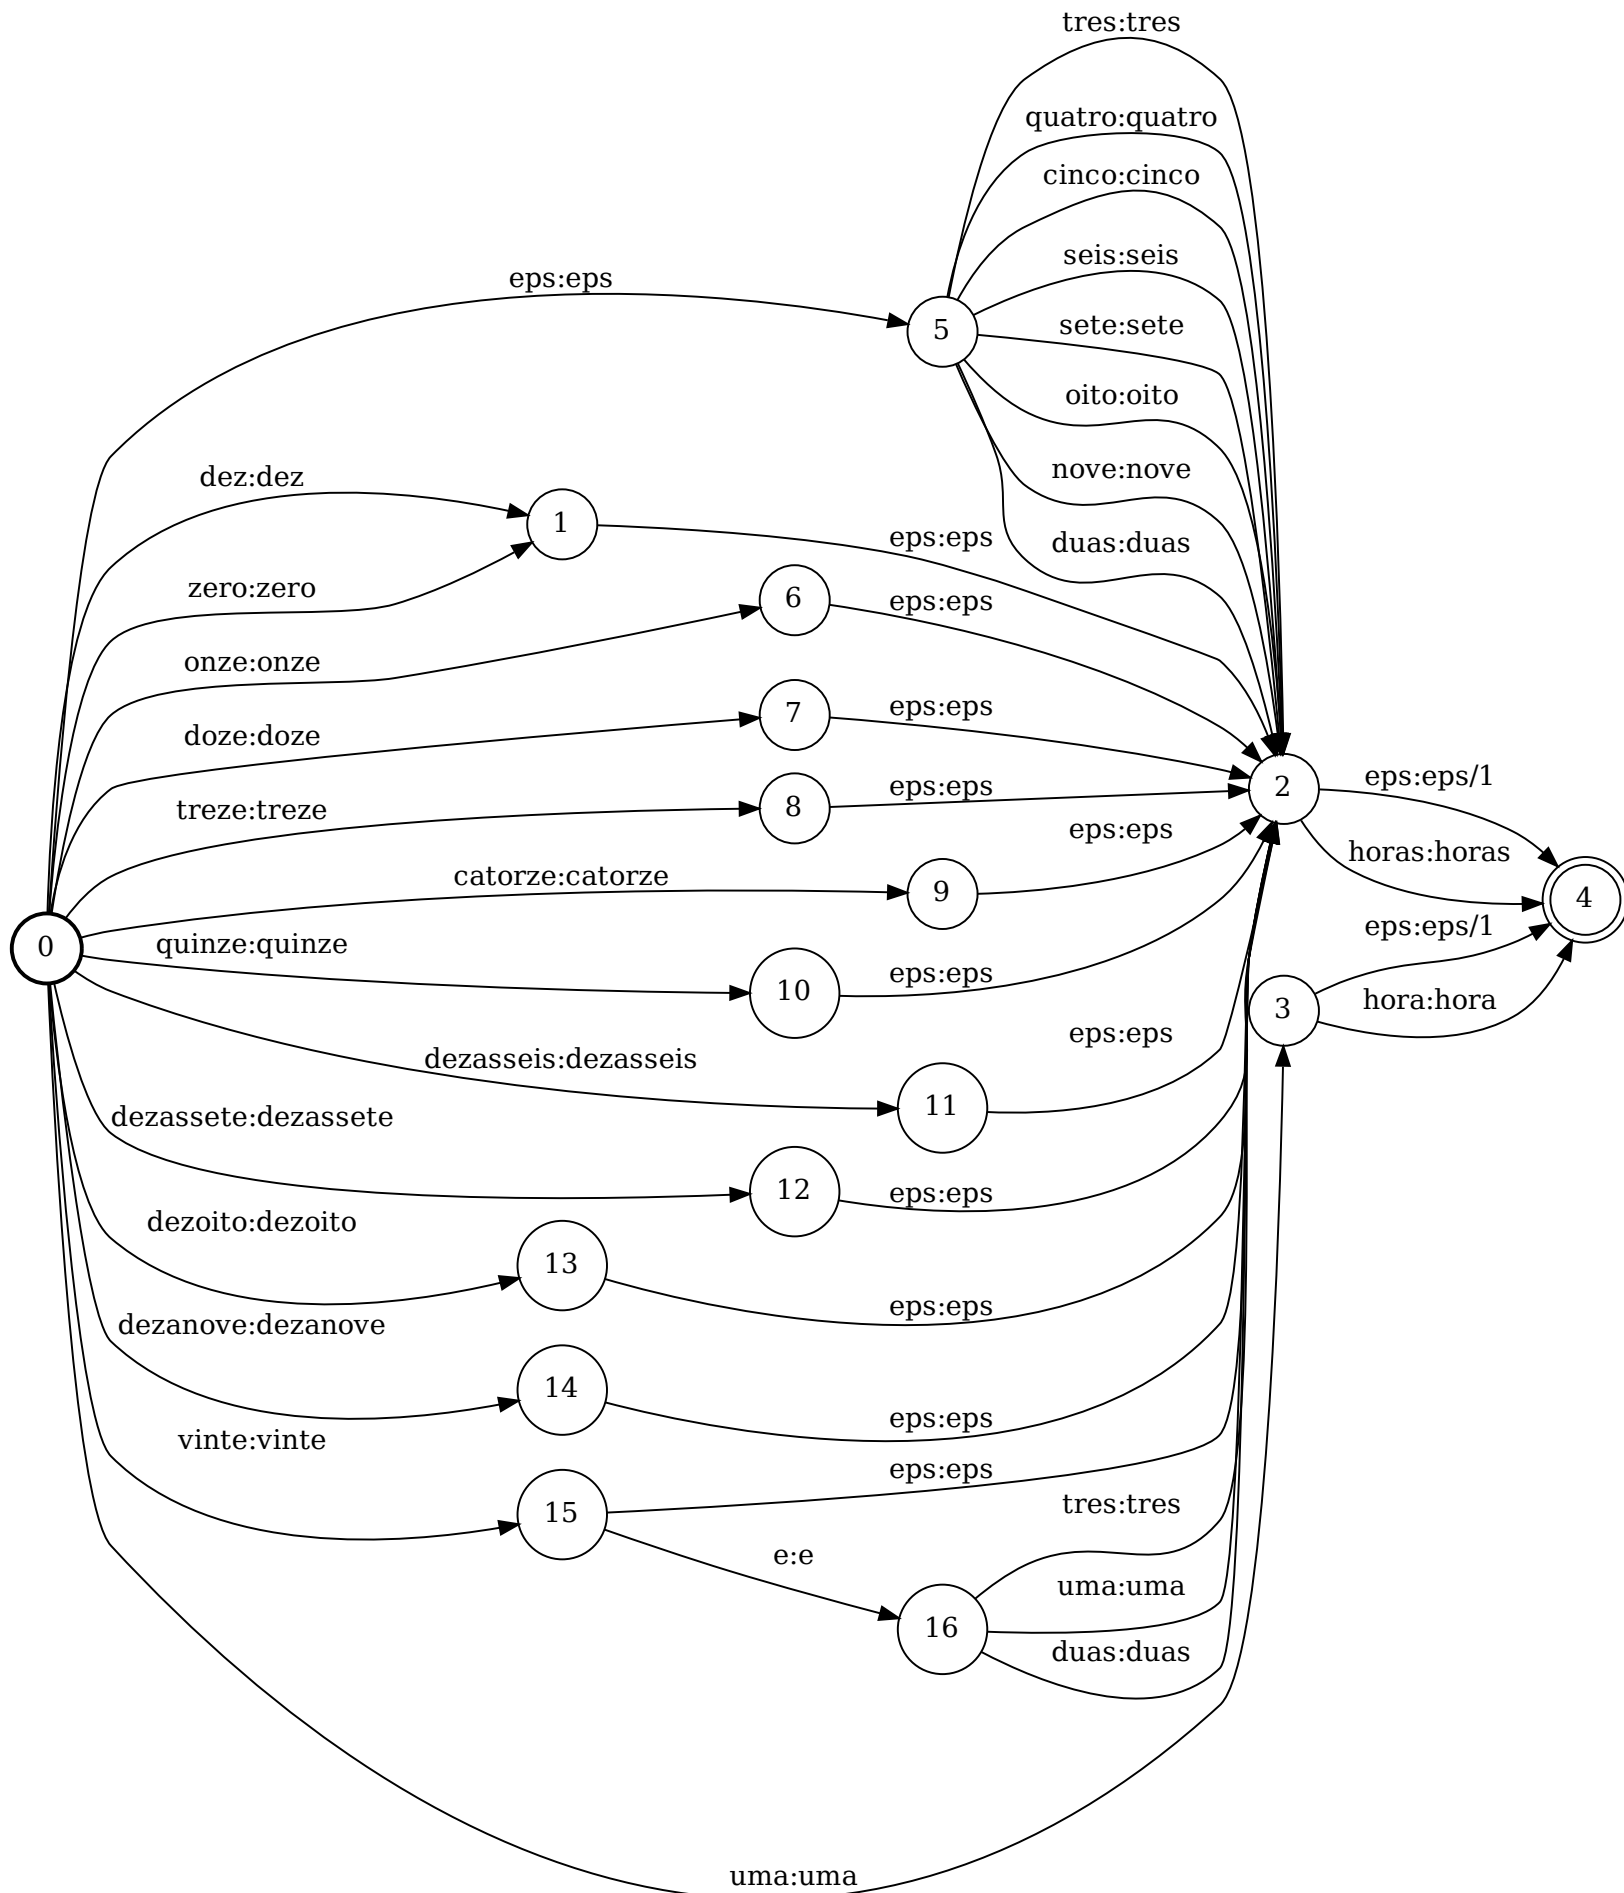 tres:tres
quatro:quatro
cinco:cinco
seis:seis
eps:eps
5
sete:sete
oito:oito
nove:nove
dez:dez
1
eps:eps
duas:duas
zero:zero
6
eps:eps
onze:onze
7
eps:eps
doze:doze
2
eps:eps/1
treze:treze
8
eps:eps
eps:eps
horas:horas
catorze:catorze
9
4
quinze:quinze
0
10
eps:eps
eps:eps/1
3
hora:hora
dezasseis:dezasseis
eps:eps
11
dezassete:dezassete
12
eps:eps
dezoito:dezoito
13
eps:eps
dezanove:dezanove
14
eps:eps
vinte:vinte
15
eps:eps
tres:tres
e:e
16
uma:uma
duas:duas
uma:uma